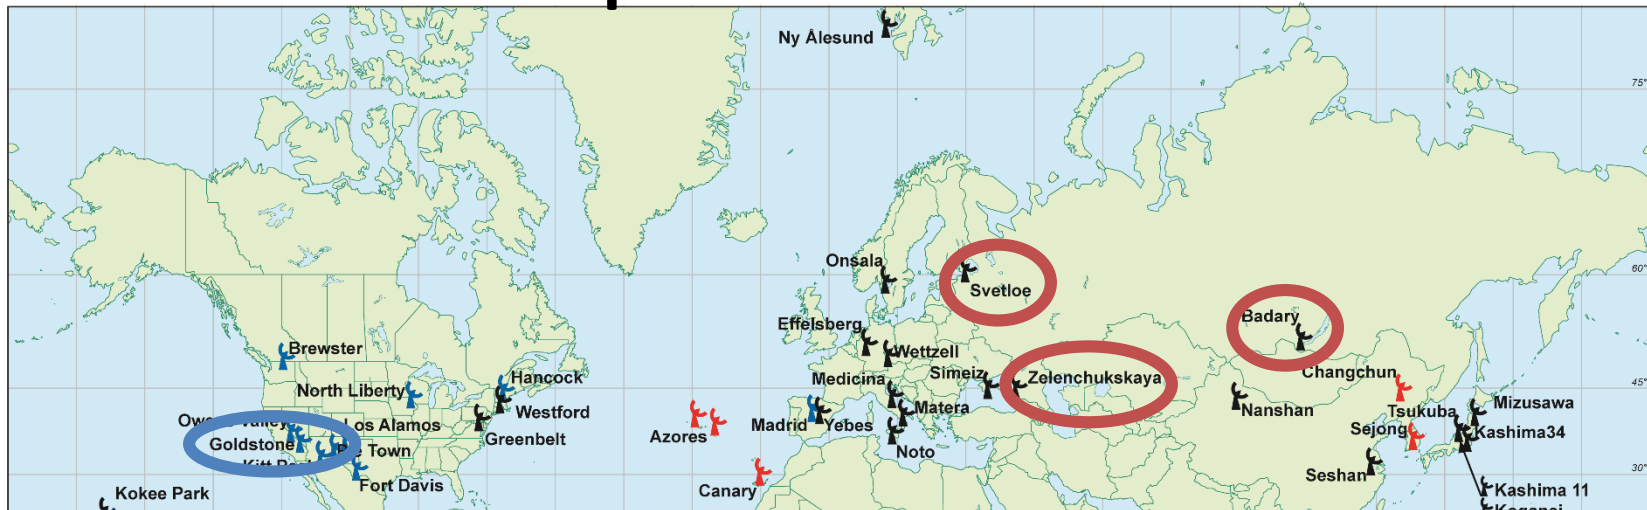 Ny Ålesund
75°
Onsala
60°
Svetloe
Badary
Effelsberg
Wettzell
Brewster
Simeiz
Zelenchukskaya
Changchun
Hancock
Medicina
45°
North Liberty
Nanshan
Mizusawa
Westford
Matera
Tsukuba
Los Alamos
Azores
Madrid
Yebes
Sejong
Kashima34
Greenbelt
Goldstone
Town
Noto
30°
Seshan
Fort Davis
Canary
Kokee Park
Kashima 11